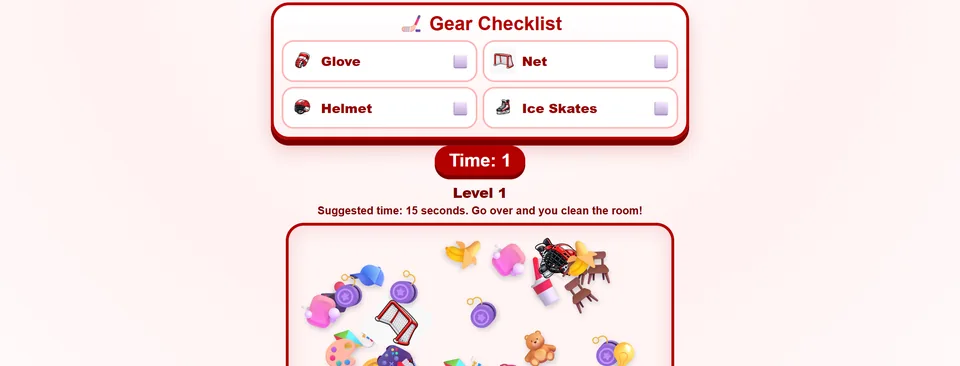 Gear Checklist
Glove
Net
Helmet
Ice Skates
Time: 1
Level 1
Suggested time: 15 seconds. Go over and you clean the room!